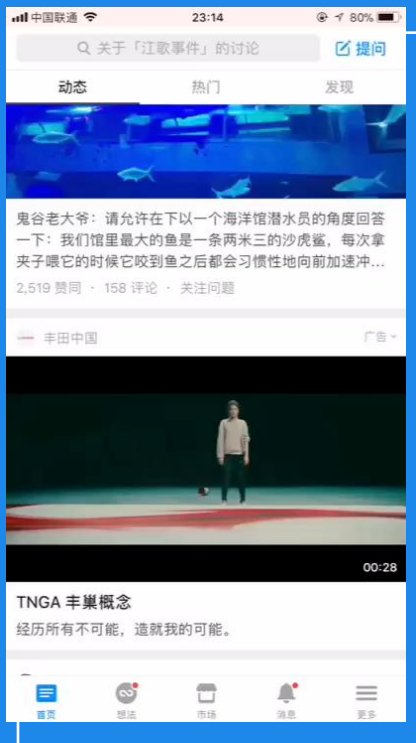 中国联通 23:14 80%
关于「江歌事件」的讨论 提问
动态 热门 发现
鬼谷老大爷：请允许在下以一个海洋馆潜水员的角度回答
一下：我们馆里最大的鱼是一条两米三的沙虎鲨，每次拿
夹子喂它的时候它咬到鱼之后都会习惯性地向前加速冲...
2,519 赞同 · 158 评论 · 关注问题
丰田中国 广告
00:28
TNGA 丰巢概念
经历所有不可能，造就我的可能。
首页 想法 市场 消息 更多